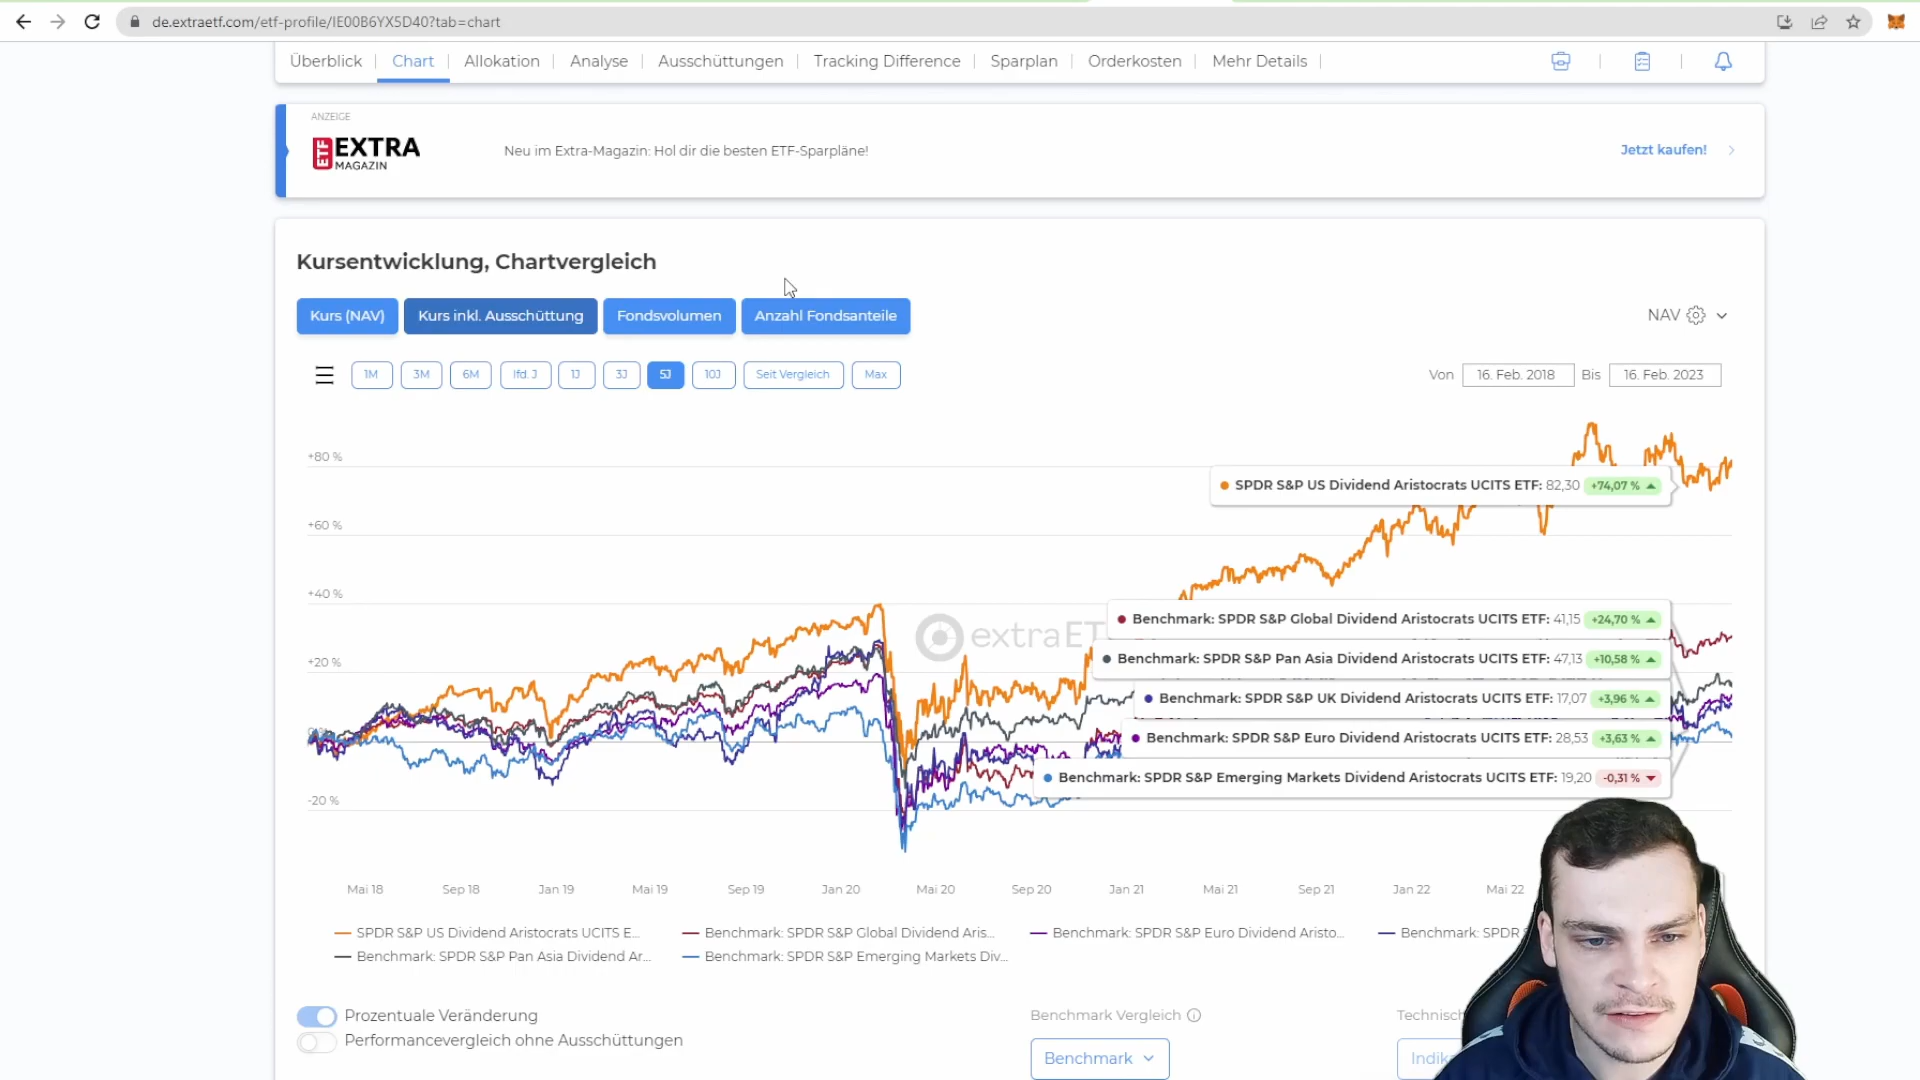 de.extraetf.com/etf-profile/IE00B6YX5D40?tab=chart
Überblick | Chart | Allokation | Analyse | Ausschüttungen | Tracking Difference | Sparplan | Orderkosten | Mehr Details |
ANZEIGE
ETF EXTRA
MAGAZIN
Neu im Extra-Magazin: Hol dir die besten ETF-Sparpläne!
Jetzt kaufen!
Kursentwicklung, Chartvergleich
Kurs (NAV) Kurs inkl. Ausschüttung Fondsvolumen Anzahl Fondsanteile
NAV
1M 3M 6M lfd. J 1J 3J 5J 10J Seit Vergleich Max
Von 16. Feb. 2018 Bis 16. Feb. 2023
+80 %
SPDR S&P US Dividend Aristocrats UCITS ETF: 82,30 +74,07 %
+60 %
+40 %
Benchmark: SPDR S&P Global Dividend Aristocrats UCITS ETF: 41,15 +24,70 %
extraET
+20 %
Benchmark: SPDR S&P Pan Asia Dividend Aristocrats UCITS ETF: 47,13 +10,58 %
Benchmark: SPDR S&P UK Dividend Aristocrats UCITS ETF: 17,07 +3,96 %
Benchmark: SPDR S&P Euro Dividend Aristocrats UCITS ETF: 28,53 +3,63 %
Benchmark: SPDR S&P Emerging Markets Dividend Aristocrats UCITS ETF: 19,20 -0,31 %
-20 %
Mai 18 Sep 18 Jan 19 Mai 19 Sep 19 Jan 20 Mai 20 Sep 20 Jan 21 Mai 21 Sep 21 Jan 22 Mai 22
SPDR S&P US Dividend Aristocrats UCITS E... Benchmark: SPDR S&P Global Dividend Aris... Benchmark: SPDR S&P Euro Dividend Aristo... Benchmark: SPDR S
Benchmark: SPDR S&P Pan Asia Dividend Ar... Benchmark: SPDR S&P Emerging Markets Div...
Prozentuale Veränderung
Performancevergleich ohne Ausschüttungen
Benchmark Vergleich
Technisch
Benchmark
Indik